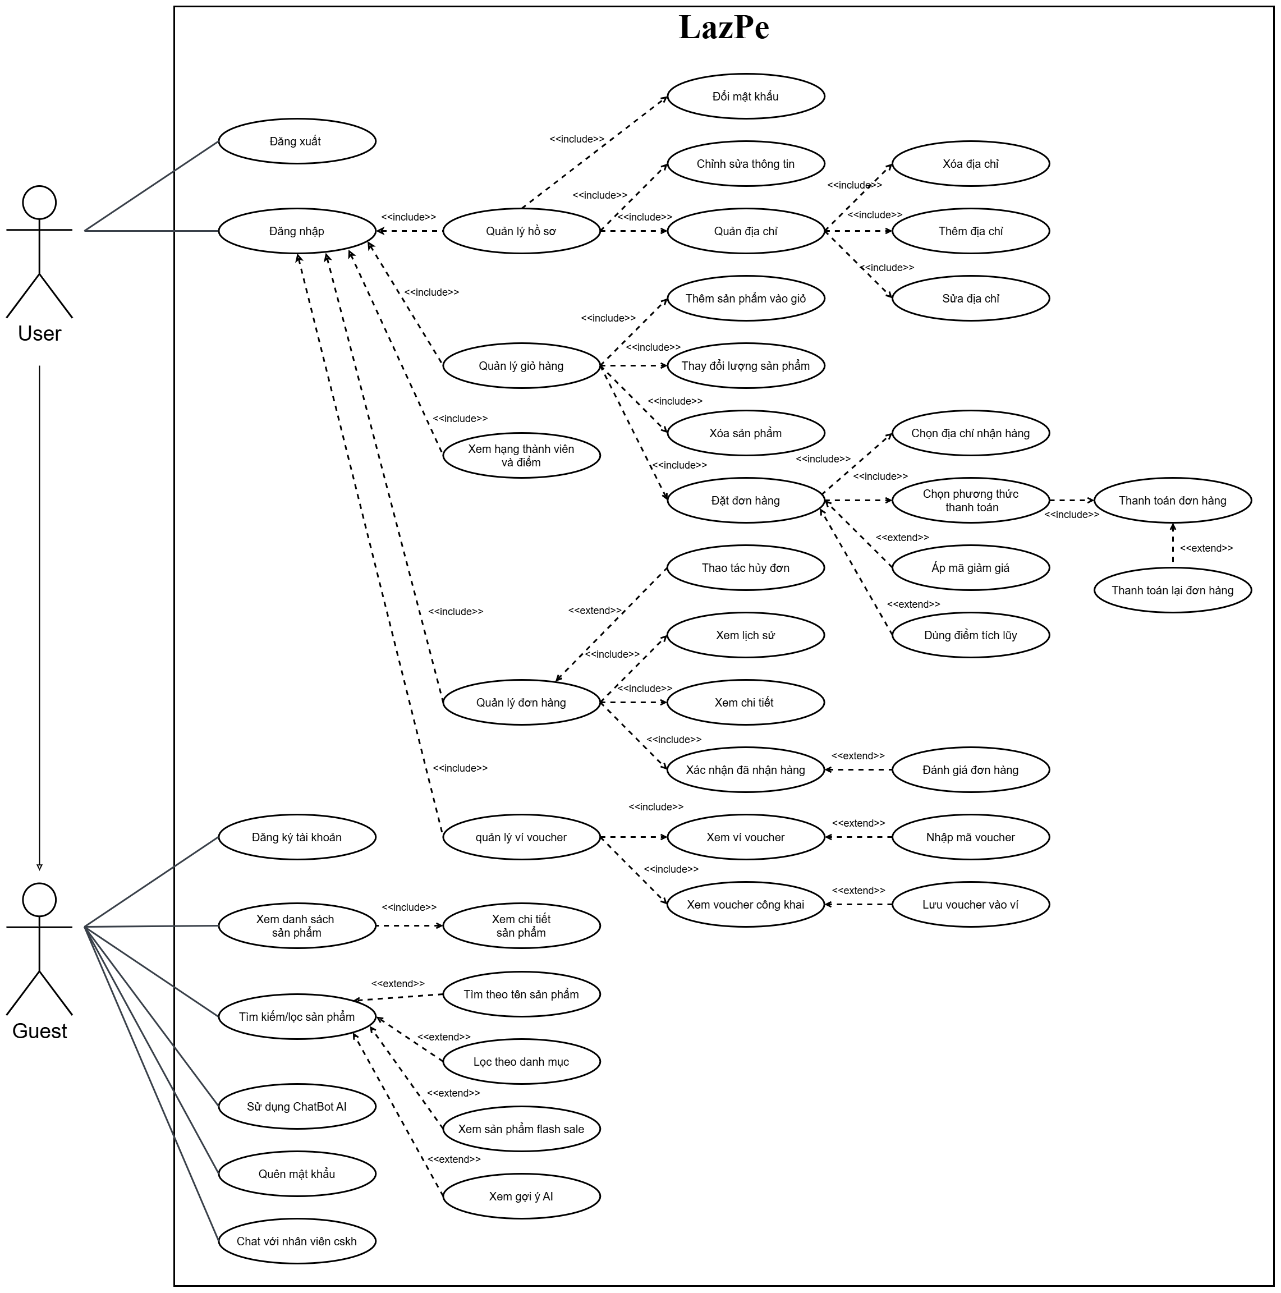 LazPe
Đổi mật khẩu
<<include>>
Đăng xuất
Chỉnh sửa thông tin
Xóa địa chỉ
<<include>>
<<include>>
Đăng nhập
<<include>>
Quản lý hồ sơ
<<include>>
Quản địa chỉ
<<include>>
Thêm địa chỉ
<<include>>
Sửa địa chỉ
User
<<include>>
Thêm sản phẩm vào giỏ
<<include>>
Quản lý giỏ hàng
<<include>>
Thay đổi lượng sản phẩm
<<include>>
Xóa sản phẩm
<<include>>
Xem hạng thành viên
và điểm
<<include>>
Đặt đơn hàng
<<include>>
Chọn địa chỉ nhận hàng
<<include>>
Chọn phương thức
thanh toán
<<include>>
Thanh toán đơn hàng
<<extend>>
Áp mã giảm giá
<<extend>>
Thanh toán lại đơn hàng
<<extend>>
Dùng điểm tích lũy
Thao tác hủy đơn
<<extend>>
<<include>>
Xem lịch sử
<<include>>
Quản lý đơn hàng
<<include>>
Xem chi tiết
<<include>>
Xác nhận đã nhận hàng
<<extend>>
Đánh giá đơn hàng
<<include>>
quản lý ví voucher
<<include>>
Xem ví voucher
<<extend>>
Nhập mã voucher
<<include>>
Xem voucher công khai
<<extend>>
Lưu voucher vào ví
Đăng ký tài khoản
Xem danh sách
sản phẩm
<<include>>
Xem chi tiết
sản phẩm
Guest
Tìm kiếm/lọc sản phẩm
<<extend>>
Tìm theo tên sản phẩm
<<extend>>
Lọc theo danh mục
Sử dụng ChatBot AI
<<extend>>
Xem sản phẩm flash sale
Quên mật khẩu
<<extend>>
Xem gợi ý AI
Chat với nhân viên cskh